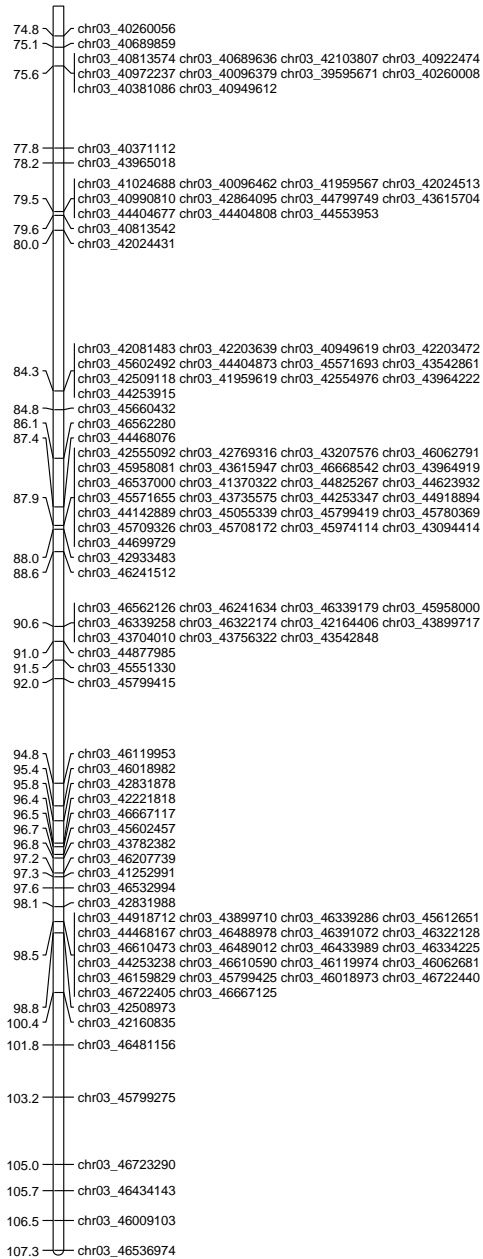 74.8 chr03_40260056
75.1 chr03_40689859
chr03_40813574 chr03_40689636 chr03_42103807 chr03_40922474
75.6 chr03_40972237 chr03_40096379 chr03_39595671 chr03_40260008
chr03_40381086 chr03_40949612
77.8 chr03_40371112
78.2 chr03_43965018
chr03_41024688 chr03_40096462 chr03_41959567 chr03_42024513
79.5 chr03_40990810 chr03_42864095 chr03_44799749 chr03_43615704
chr03_44404677 chr03_44404808 chr03_44553953
79.6 chr03_40813542
80.0 chr03_42024431
chr03_42081483 chr03_42203639 chr03_40949619 chr03_42203472
84.3 chr03_45602492 chr03_44404873 chr03_45571693 chr03_43542861
chr03_42509118 chr03_41959619 chr03_42554976 chr03_43964222
chr03_44253915
84.8 chr03_45660432
86.1 chr03_46562280
87.4 chr03_44468076
chr03_42555092 chr03_42769316 chr03_43207576 chr03_46062791
chr03_45958081 chr03_43615947 chr03_46668542 chr03_43964919
chr03_46537000 chr03_41370322 chr03_44825267 chr03_44623932
87.9 chr03_45571655 chr03_43735575 chr03_44253347 chr03_44918894
chr03_44142889 chr03_45055339 chr03_45799419 chr03_45780369
chr03_45709326 chr03_45708172 chr03_45974114 chr03_43094414
chr03_44699729
88.0 chr03_42933483
88.6 chr03_46241512
chr03_46562126 chr03_46241634 chr03_46339179 chr03_45958000
90.6 chr03_46339258 chr03_46322174 chr03_42164406 chr03_43899717
chr03_43704010 chr03_43756322 chr03_43542848
91.0 chr03_44877985
91.5 chr03_45551330
92.0 chr03_45799415
94.8 chr03_46119953
95.4 chr03_46018982
95.8 chr03_42831878
96.4 chr03_42221818
96.5 chr03_46667117
96.7 chr03_45602457
96.8 chr03_43782382
97.2 chr03_46207739
97.3 chr03_41252991
97.6 chr03_46532994
98.1 chr03_42831988
chr03_44918712 chr03_43899710 chr03_46339286 chr03_45612651
chr03_44468167 chr03_46488978 chr03_46391072 chr03_46322128
98.5 chr03_46610473 chr03_46489012 chr03_46433989 chr03_46334225
chr03_44253238 chr03_46610590 chr03_46119974 chr03_46062681
chr03_46159829 chr03_45799425 chr03_46018973 chr03_46722440
chr03_46722405 chr03_46667125
98.8 chr03_42508973
100.4 chr03_42160835
101.8 chr03_46481156
103.2 chr03_45799275
105.0 chr03_46723290
105.7 chr03_46434143
106.5 chr03_46009103
107.3 chr03_46536974